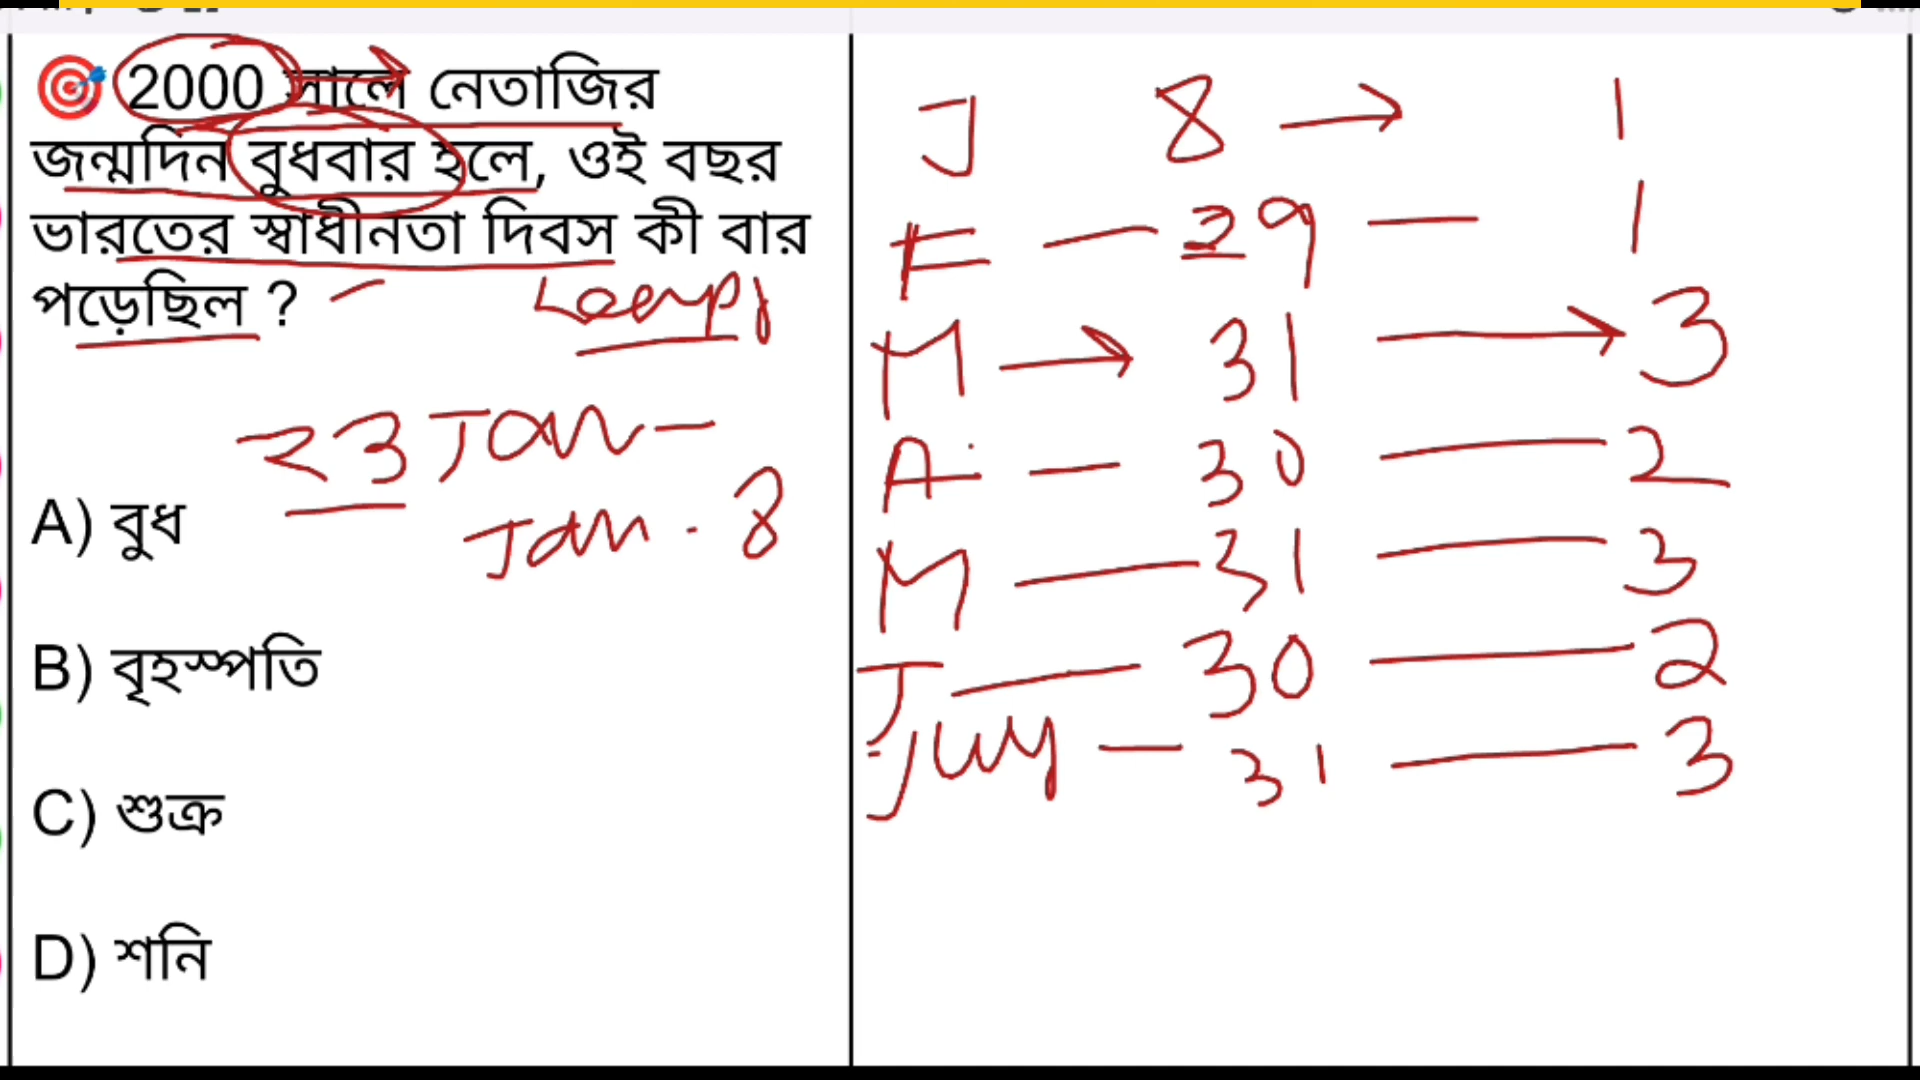 2000 সালে নেতাজির
জন্মদিন বুধবার হলে, ওই বছর
ভারতের স্বাধীনতা দিবস কী বার
পড়েছিল ?
23 Jan —
Jan - 8
A) বুধ
B) বৃহস্পতি
C) শুক্র
D) শনি
J 8 → 1
F — 29 — 1
M → 31 → 3
A — 30 — 2
M — 31 — 3
J — 30 — 2
July — 31 — 3